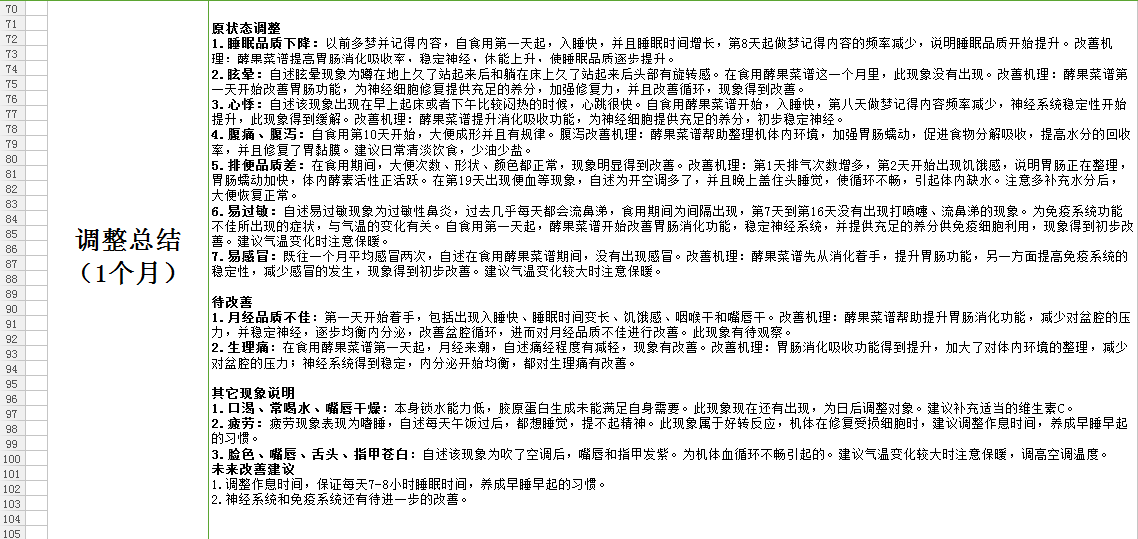 70
71
72
73
74
75
76
77
78
79
80
81
82
83
84
85
86
87
88
89
90
91
92
93
94
95
96
97
98
99
100
101
102
103
104
105
调整总结
（1个月）
原状态调整
1.睡眠品质下降：以前多梦并记得内容，自食用第一天起，入睡快，并且睡眠时间增长，第8天起做梦记得内容的频率减少，说明睡眠品质开始提升。改善机
理：酵果菜谱提高胃肠消化吸收率，稳定神经，体能上升，使睡眠品质逐步提升。
2.眩晕：自述眩晕现象为蹲在地上久了站起来后和躺在床上久了站起来后头部有旋转感。在食用酵果菜谱这一个月里，此现象没有出现。改善机理：酵果菜谱第
一天开始改善胃肠功能，为神经细胞修复提供充足的养分，加强修复力，并且改善循环，现象得到改善。
3.心悸：自述该现象出现在早上起床或者下午比较闷热的时候，心跳很快。自食用酵果菜谱开始，入睡快，第八天做梦记得内容频率减少，神经系统稳定性开始
提升，此现象得到缓解。改善机理：酵果菜谱提升消化吸收功能，为神经细胞提供充足的养分，初步稳定神经。
4.腹痛、腹泻：自食用第10天开始，大便成形并且有规律。腹泻改善机理：酵果菜谱帮助整理机体内环境，加强胃肠蠕动，促进食物分解吸收，提高水分的回收
率，并且修复了胃黏膜。建议日常清淡饮食，少油少盐。
5.排便品质差：在食用期间，大便次数、形状、颜色都正常，现象明显得到改善。改善机理：第1天排气次数增多，第2天开始出现饥饿感，说明胃肠正在整理，
胃肠蠕动加快，体内酵素活性正活跃。在第19天出现便血等现象，自述为开空调多了，并且晚上盖住头睡觉，使循环不畅，引起体内缺水。注意多补充水分后，
大便恢复正常。
6.易过敏：自述易过敏现象为过敏性鼻炎，过去几乎每天都会流鼻涕，食用期间为间隔出现，第7天到第16天没有出现打喷嚏、流鼻涕的现象。为免疫系统功能
不佳所出现的症状，与气温的变化有关。自食用第一天起，酵果菜谱开始改善胃肠消化功能，稳定神经系统，并提供充足的养分供免疫细胞利用，现象得到初步改
善。建议气温变化时注意保暖。
7.易感冒：既往一个月平均感冒两次，自述在食用酵果菜谱期间，没有出现感冒。改善机理：酵果菜谱先从消化着手，提升胃肠功能，另一方面提高免疫系统的
稳定性，减少感冒的发生，现象得到初步改善。建议气温变化较大时注意保暖。
待改善
1.月经品质不佳：第一天开始着手，包括出现入睡快、睡眠时间变长、饥饿感、咽喉干和嘴唇干。改善机理：酵果菜谱帮助提升胃肠消化功能，减少对盆腔的压
力，并稳定神经，逐步均衡内分泌，改善盆腔循环，进而对月经品质不佳进行改善。此现象有待观察。
2.生理痛：在食用酵果菜谱第一天起，月经来潮，自述痛经程度有减轻，现象有改善。改善机理：胃肠消化吸收功能得到提升，加大了对体内环境的整理，减少
对盆腔的压力；神经系统得到稳定，内分泌开始均衡，都对生理痛有改善。
其它现象说明
1.口渴、常喝水、嘴唇干燥：本身锁水能力低，胶原蛋白生成未能满足自身需要。此现象现在还有出现，为日后调整对象。建议补充适当的维生素C。
2.疲劳：疲劳现象表现为嗜睡，自述每天午饭过后，都想睡觉，提不起精神。此现象属于好转反应，机体在修复受损细胞时，建议调整作息时间，养成早睡早起
的习惯。
3.脸色、嘴唇、舌头、指甲苍白：自述该现象为吹了空调后，嘴唇和指甲发紫。为机体血循环不畅引起的。建议气温变化较大时注意保暖，调高空调温度。
未来改善建议
1.调整作息时间，保证每天7-8小时睡眠时间，养成早睡早起的习惯。
2.神经系统和免疫系统还有待进一步的改善。